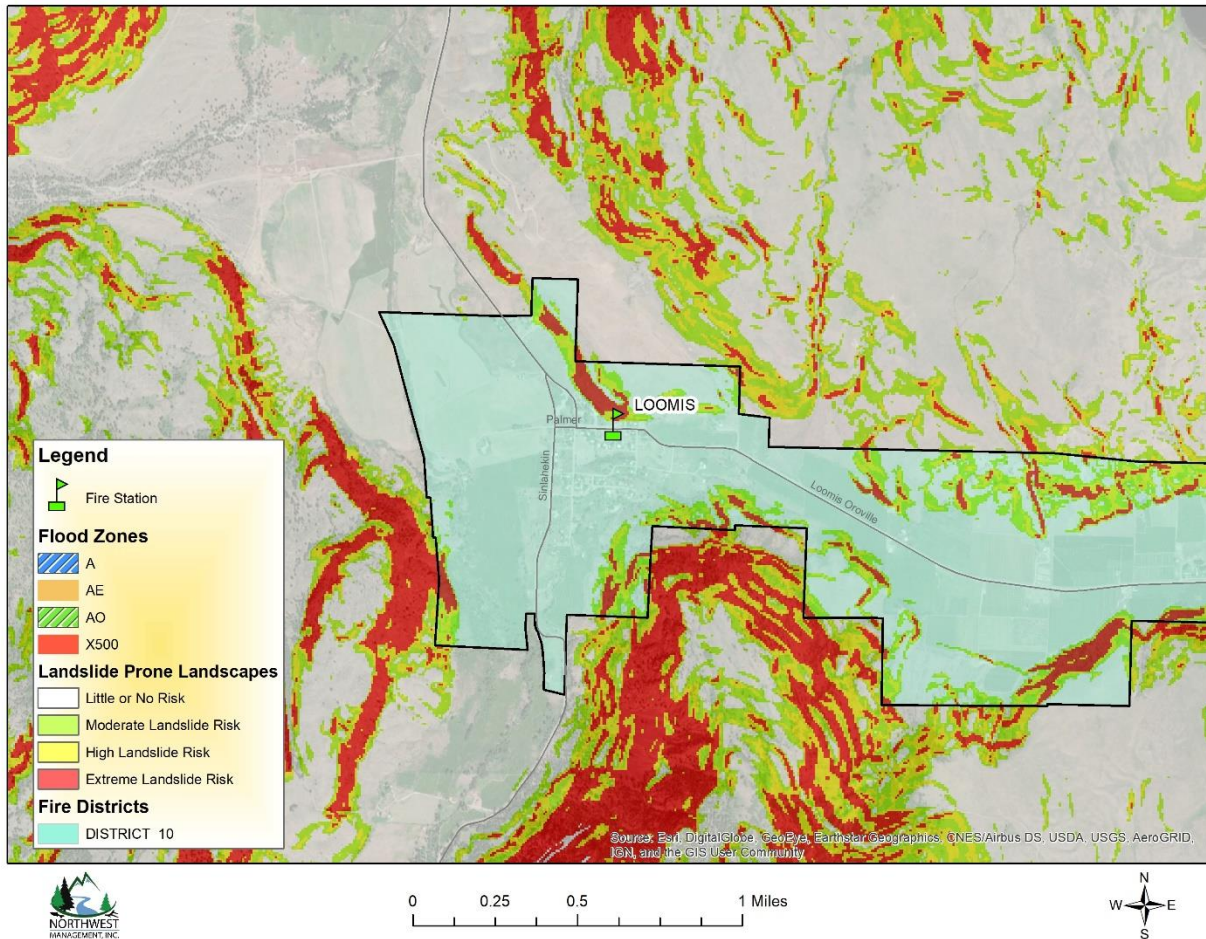 LOOMIS
Palmer
Sinlahekin
Loomis Oroville
Legend
Fire Station
Flood Zones
A
AE
AO
X500
Landslide Prone Landscapes
Little or No Risk
Moderate Landslide Risk
High Landslide Risk
Extreme Landslide Risk
Fire Districts
DISTRICT 10
Source: Esri, DigitalGlobe, GeoEye, Earthstar Geographics, CNES/Airbus DS, USDA, USGS, AeroGRID,
IGN, and the GIS User Community
NORTHWEST
MANAGEMENT, INC.
0 0.25 0.5 1 Miles
N
W E
S